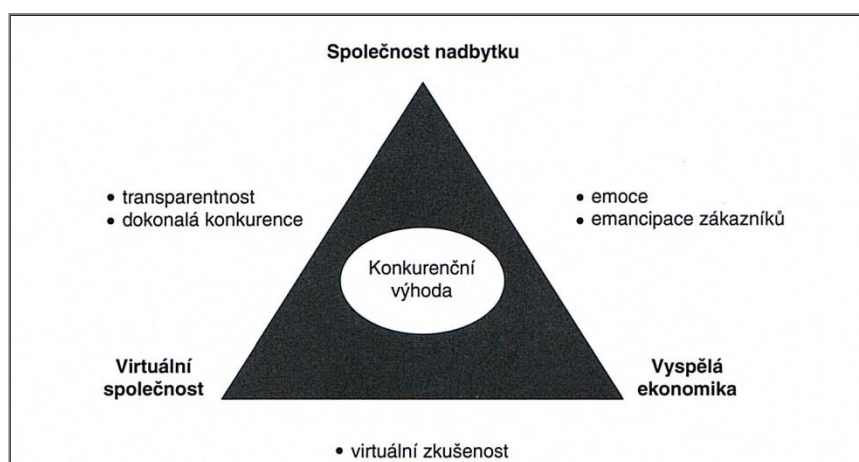 Společnost nadbytku
• transparentnost
• dokonalá konkurence
• emoce
• emancipace zákazníků
Konkurenční
výhoda
Virtuální
společnost
Vyspělá
ekonomika
• virtuální zkušenost